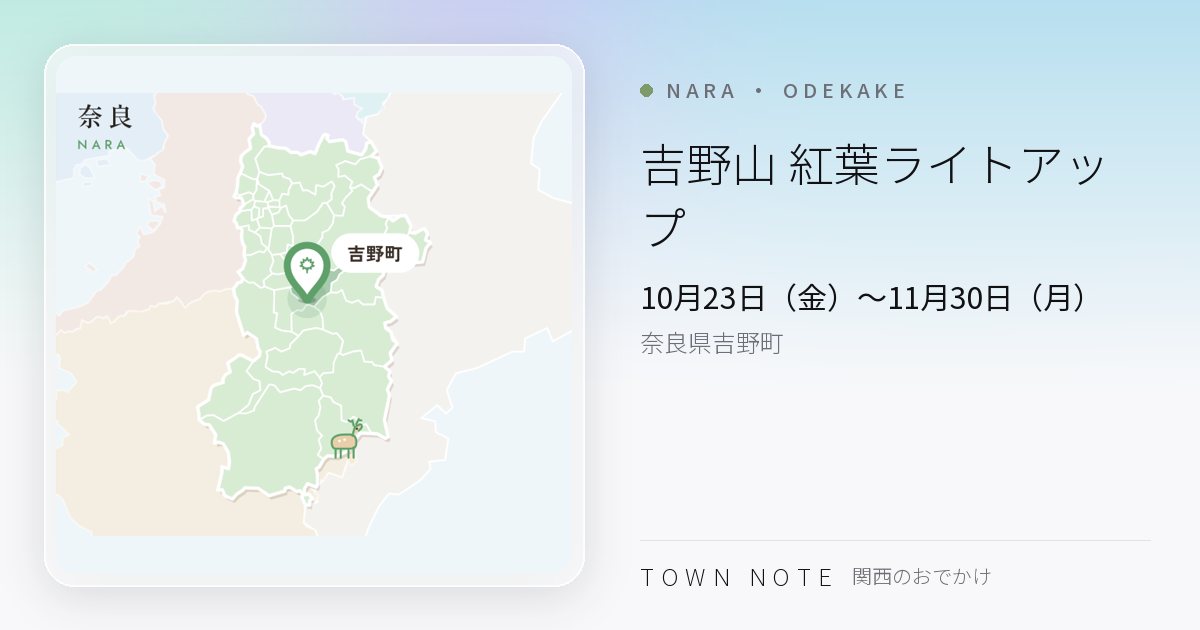 奈良
NARA
吉野町
NARA • ODEKAKE
吉野山 紅葉ライトアッ
プ
10月23日（金）〜11月30日（月）
奈良県吉野町
TOWN NOTE 関西のおでかけ